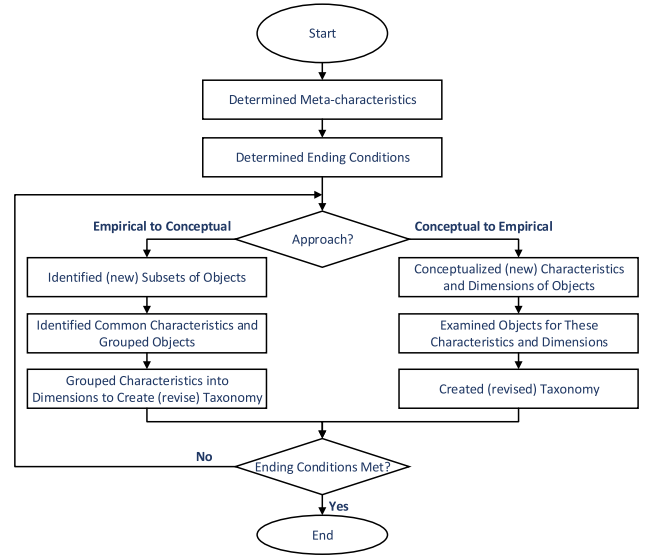 Start
Determined Meta-characteristics
Determined Ending Conditions
Empirical to Conceptual
Conceptual to Empirical
Approach?
Identified (new) Subsets of Objects
Conceptualized (new) Characteristics
and Dimensions of Objects
Identified Common Characteristics and
Grouped Objects
Examined Objects for These
Characteristics and Dimensions
Grouped Characteristics into
Dimensions to Create (revise) Taxonomy
Created (revised) Taxonomy
No
Ending Conditions Met?
Yes
End